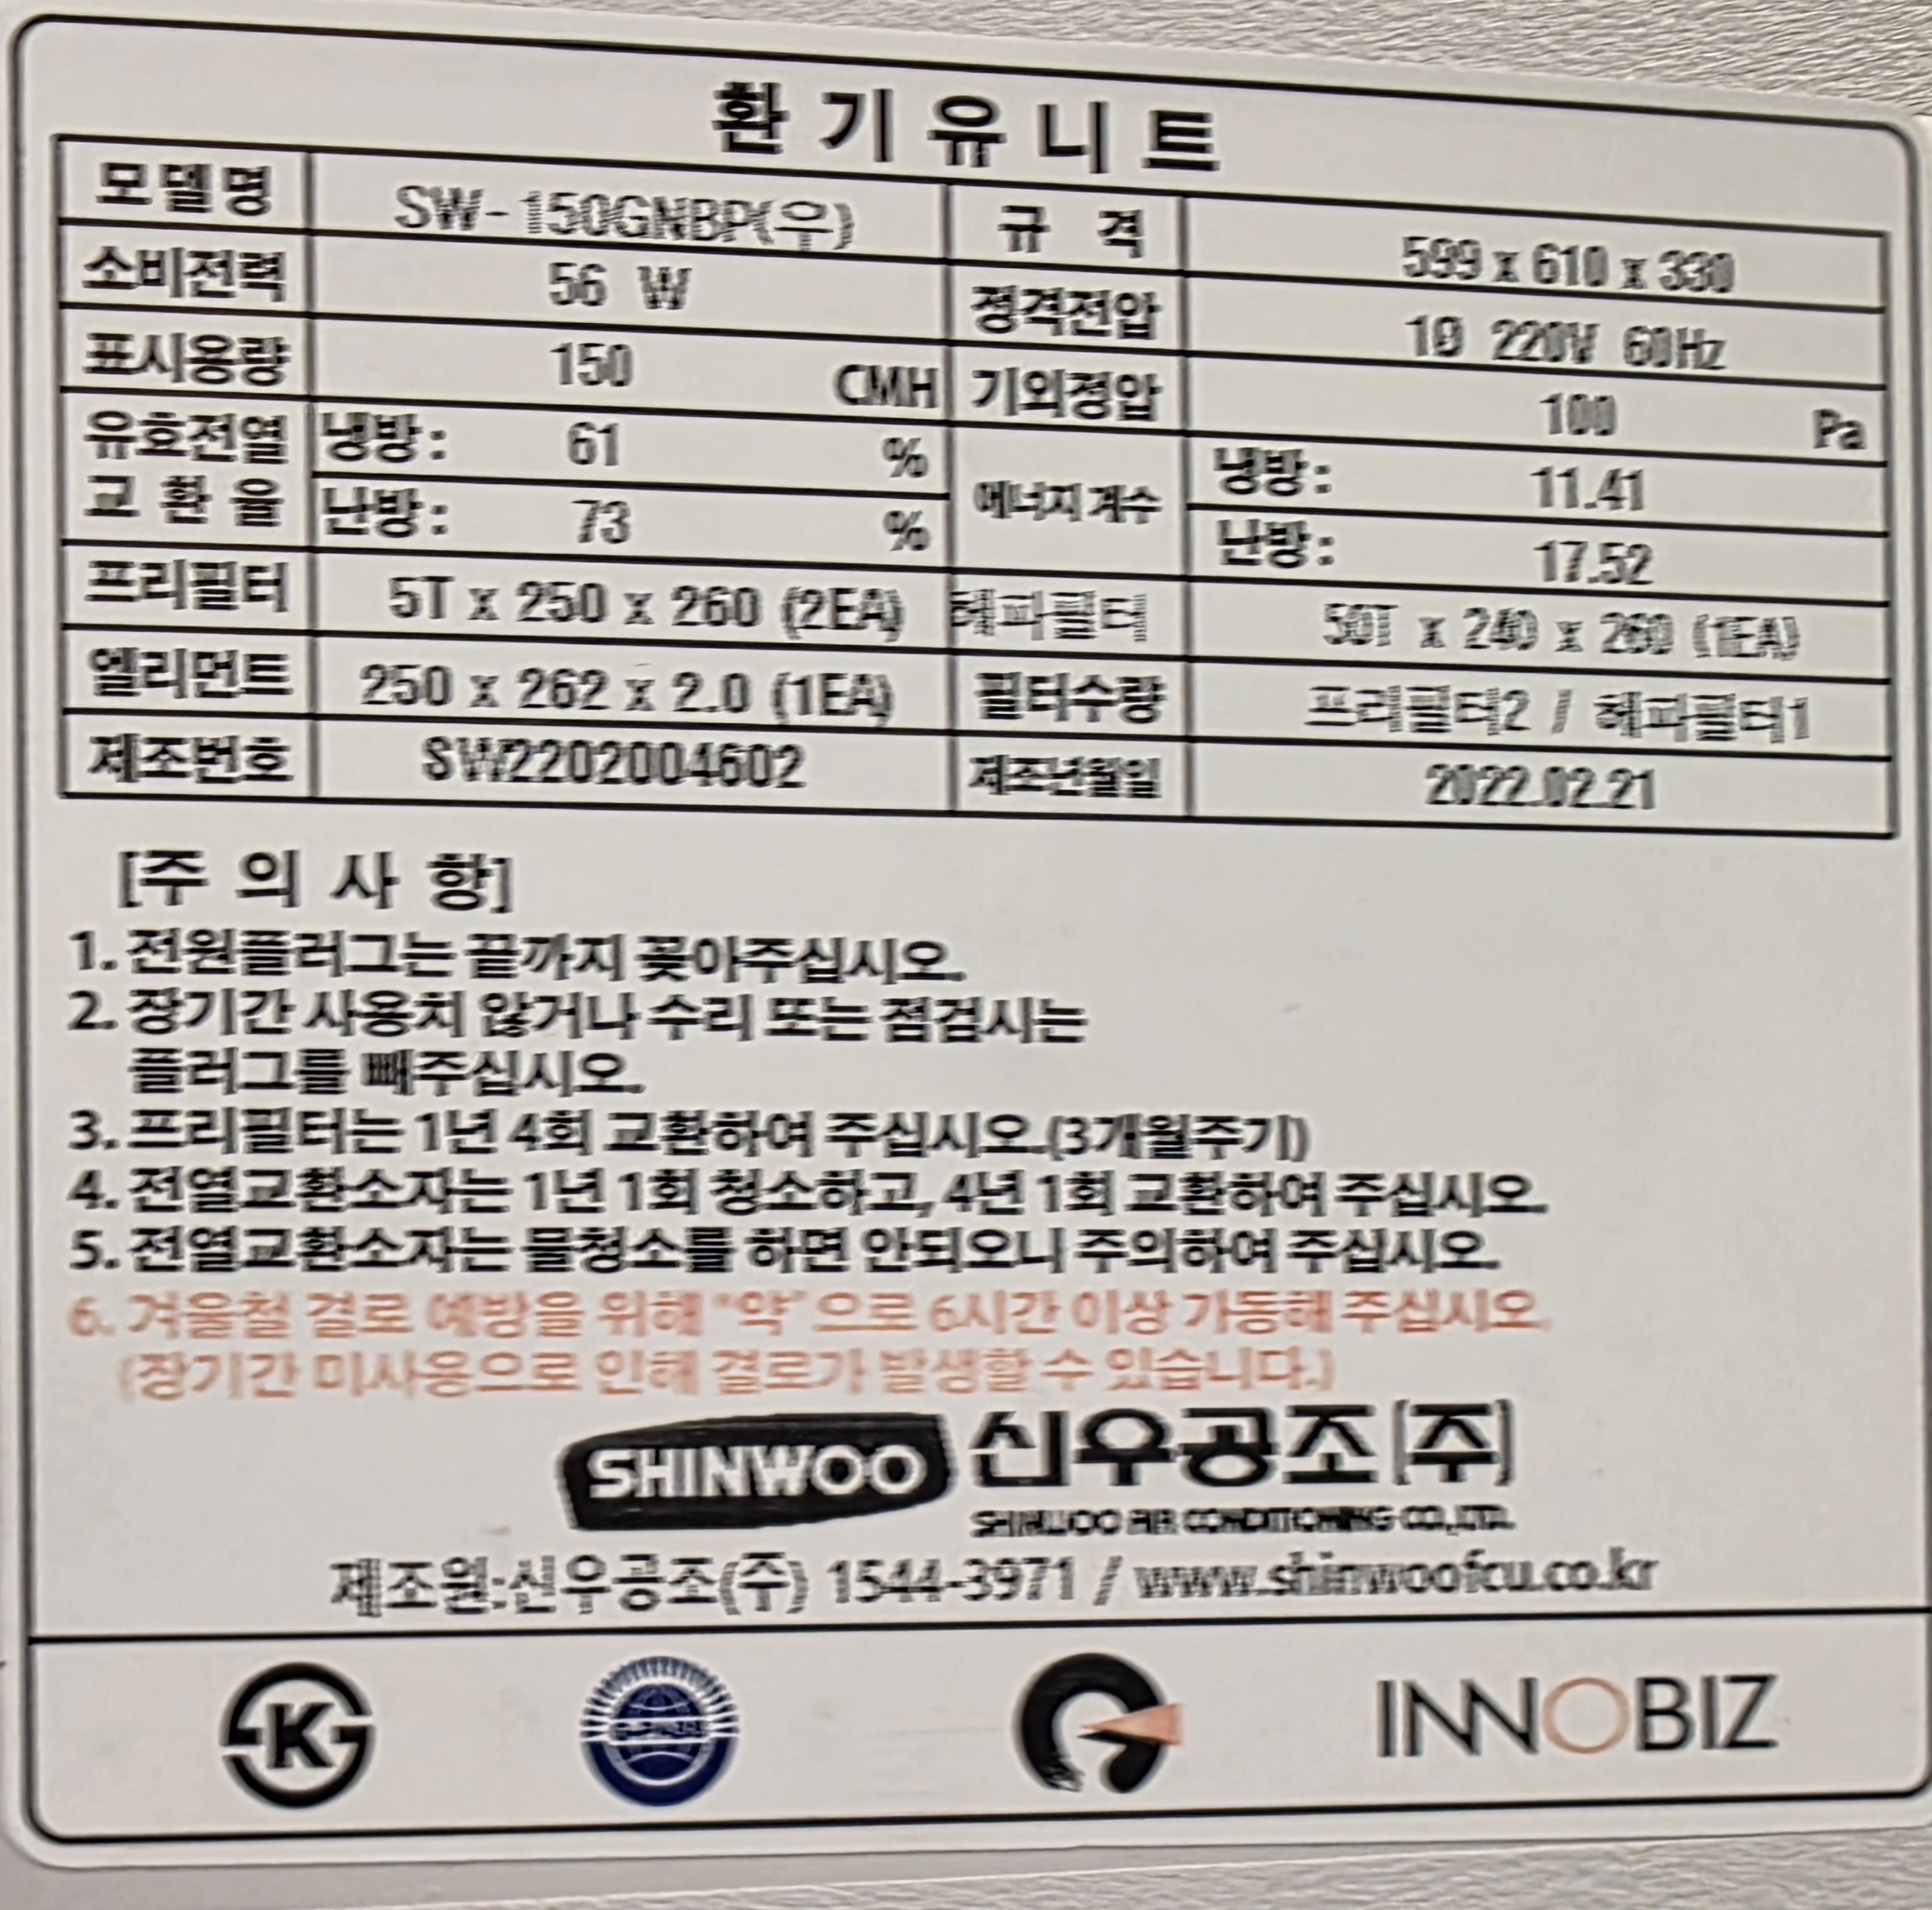 환기유니트
모델명 SW-150GNBP(우) 규 격 599 x 610 x 330
소비전력 56 W 정격전압 1Ø 220V 60Hz
표시용량 150 CMH 기외정압 100 Pa
유효전열 교 환 율 냉방: 61 % 에너지계수 냉방: 11.41
난방: 73 % 난방: 17.52
프리필터 5T x 250 x 260 (2EA) 헤파필터 50T x 240 x 260 (1EA)
엘리먼트 250 x 262 x 2.0 (1EA) 필터수량 프리필터2 / 헤파필터1
제조번호 SW2202004602 제조년월일 2022.02.21
[주 의 사 항]
1. 전원플러그는 끝까지 꽂아주십시오.
2. 장기간 사용치 않거나 수리 또는 점검시는
플러그를 빼주십시오.
3. 프리필터는 1년 4회 교환하여 주십시오.(3개월주기)
4. 전열교환소자는 1년 1회 청소하고, 4년 1회 교환하여 주십시오.
5. 전열교환소자는 물청소를 하면 안되오니 주의하여 주십시오.
6. 겨울철 결로 예방을 위해 "약"으로 6시간 이상 가동해 주십시오.
(장기간 미사용으로 인해 결로가 발생할 수 있습니다.)
SHINWOO 신우공조(주)
SHINWOO AIR CONDITIONING CO.,LTD.
제조원:신우공조(주) 1544-3971 / www.shinwoofcu.co.kr
K INNOBIZ